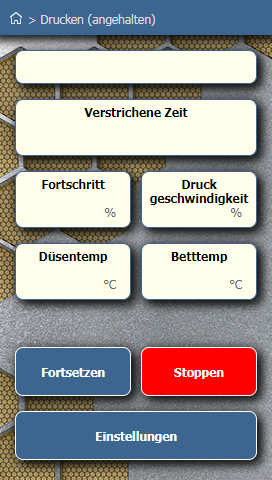 > Drucken (angehalten)
Verstrichene Zeit
Fortschritt
%
Druck
geschwindigkeit
%
Düsentemp
°C
Betttemp
°C
Fortsetzen
Stoppen
Einstellungen